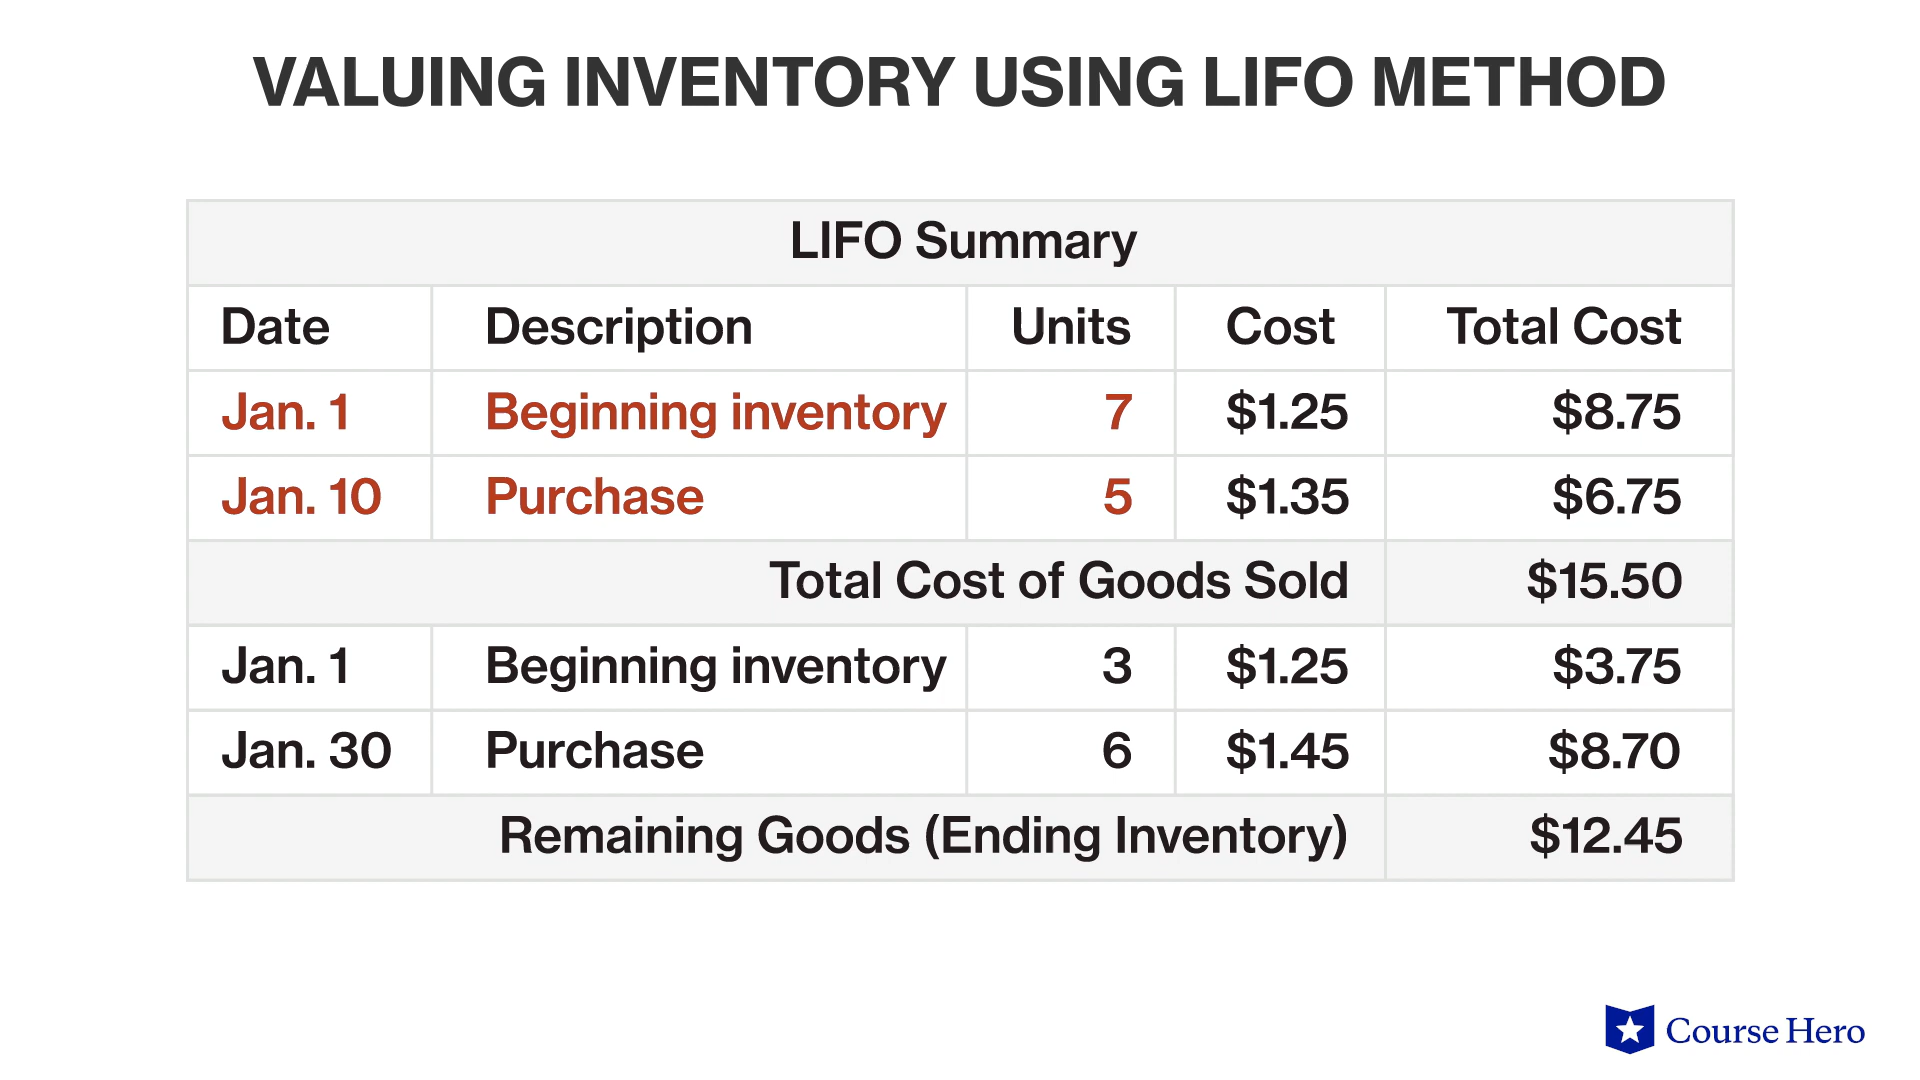 VALUING INVENTORY USING LIFO METHOD
LIFO Summary
Date Description Units Cost Total Cost
Jan. 1 Beginning inventory 7 $1.25 $8.75
Jan. 10 Purchase 5 $1.35 $6.75
Total Cost of Goods Sold $15.50
Jan. 1 Beginning inventory 3 $1.25 $3.75
Jan. 30 Purchase 6 $1.45 $8.70
Remaining Goods (Ending Inventory) $12.45
Course Hero